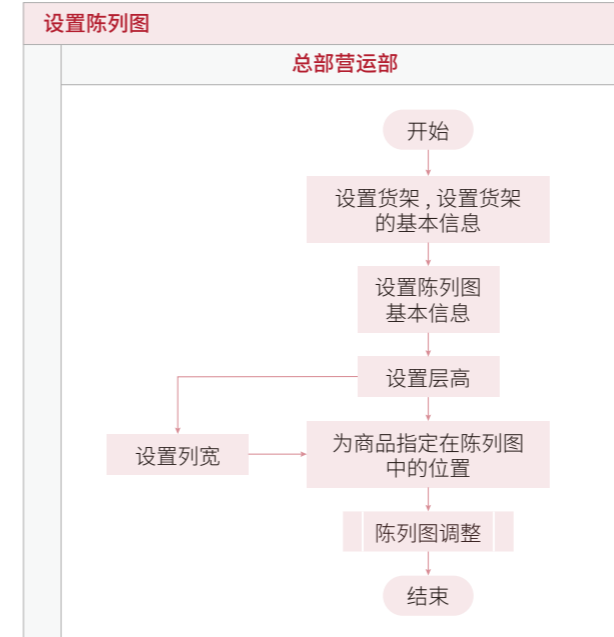 设置陈列图
总部营运部
开始
设置货架 , 设置货架
的基本信息
设置陈列图
基本信息
设置层高
设置列宽
为商品指定在陈列图
中的位置
陈列图调整
结束